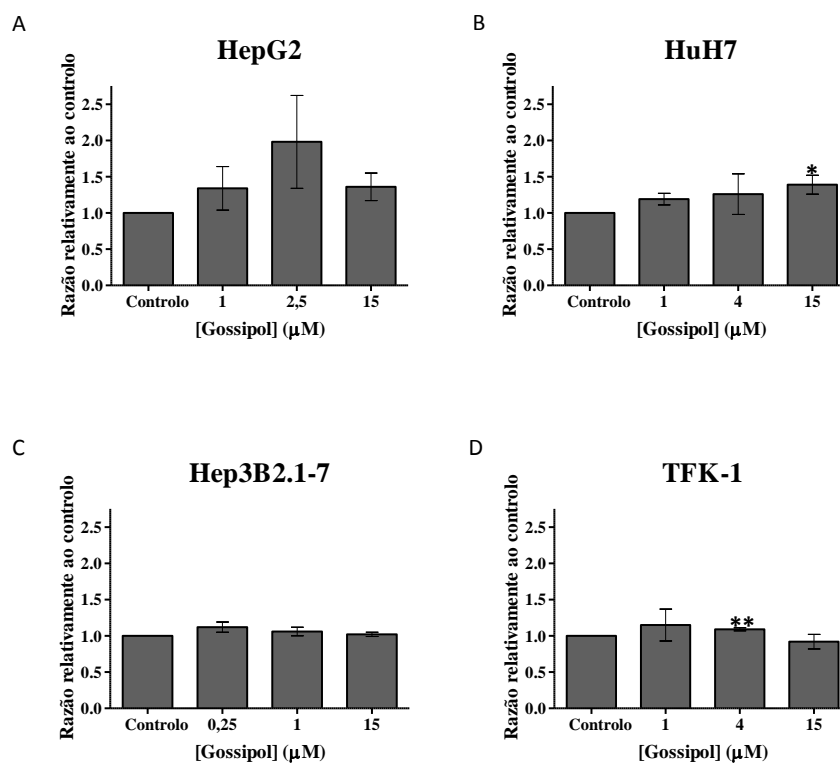 A
HepG2
Razão relativamente ao controlo
2.5
2.0
1.5
1.0
0.5
0.0
Controlo 1 2,5 15
[Gossipol] (μM)
B
HuH7
Razão relativamente ao controlo
2.5
2.0
1.5
1.0
0.5
0.0
*
Controlo 1 4 15
[Gossipol] (μM)
C
Hep3B2.1-7
Razão relativamente ao controlo
2.5
2.0
1.5
1.0
0.5
0.0
Controlo 0,25 1 15
[Gossipol] (μM)
D
TFK-1
Razão relativamente ao controlo
2.5
2.0
1.5
1.0
0.5
0.0
**
Controlo 1 4 15
[Gossipol] (μM)